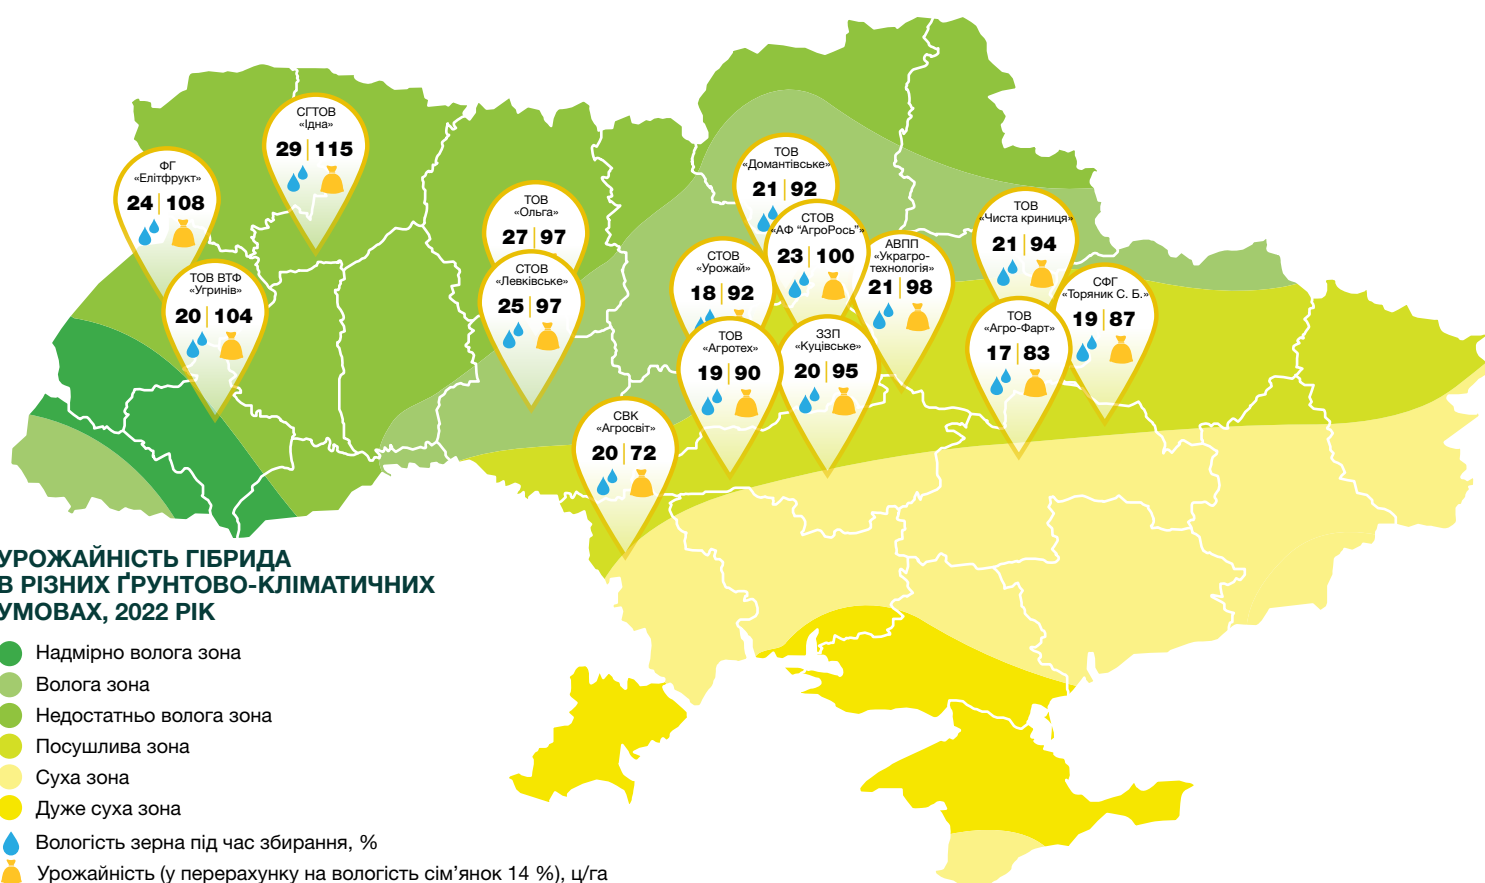 СГТОВ
«Ідна»
29 | 115
ФГ
«Елітфрукт»
24 | 108
ТОВ ВТФ
«Угринів»
20 | 104
ТОВ
«Ольга»
27 | 97
СТОВ
«Левківське»
25 | 97
ТОВ
«Домантівське»
21 | 92
СТОВ
«АФ "АгроРось"»
23 | 100
СТОВ
«Урожай»
18 | 92
АВПП
«Украгро-
технологія»
21 | 98
ТОВ
«Чиста криниця»
21 | 94
СФГ
«Торяник С. Б.»
19 | 87
ТОВ
«Агро-Фарт»
17 | 83
ТОВ
«Агротех»
19 | 90
ЗЗП
«Куцівське»
20 | 95
СВК
«Агросвіт»
20 | 72
УРОЖАЙНІСТЬ ГІБРИДА
В РІЗНИХ ҐРУНТОВО-КЛІМАТИЧНИХ
УМОВАХ, 2022 РІК
Надмірно волога зона
Волога зона
Недостатньо волога зона
Посушлива зона
Суха зона
Дуже суха зона
Вологість зерна під час збирання, %
Урожайність (у перерахунку на вологість сім’янок 14 %), ц/га